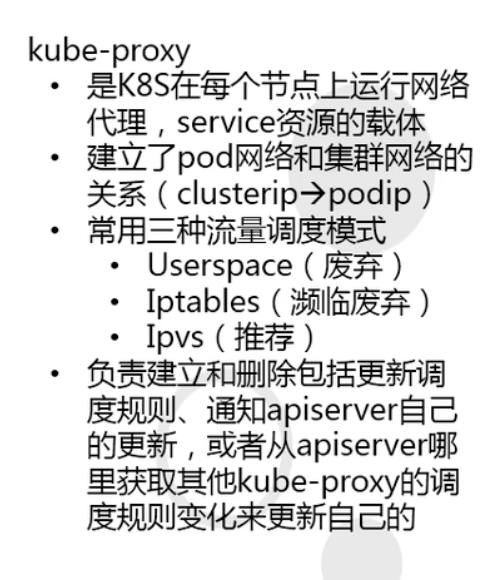 kube-proxy
• 是K8S在每个节点上运行网络
代理，service资源的载体
• 建立了pod网络和集群网络的
关系（clusterip→podip）
• 常用三种流量调度模式
• Userspace（废弃）
• Iptables（濒临废弃）
• Ipvs（推荐）
• 负责建立和删除包括更新调
度规则、通知apiserver自己
的更新，或者从apiserver哪
里获取其他kube-proxy的调
度规则变化来更新自己的